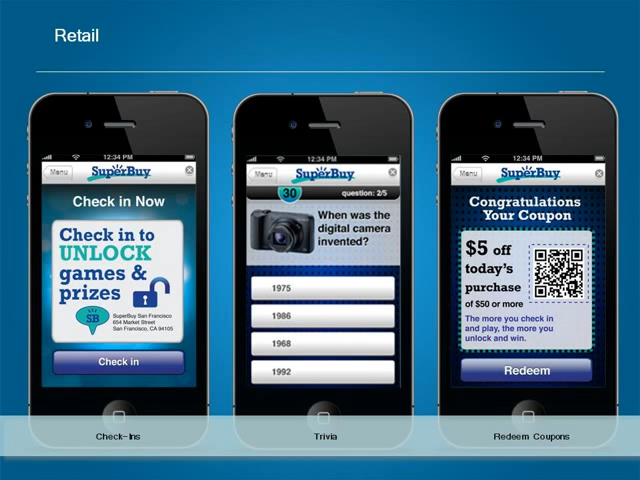 Retail
12:34 PM
Menu
SuperBuy
Check in Now
Check in to
UNLOCK
games &
prizes
SB
SuperBuy San Francisco
654 Market Street
San Francisco, CA 94105
Check in
Check-Ins
12:34 PM
Menu
SuperBuy
30
question: 2/5
When was the
digital camera
invented?
1975
1986
1968
1992
Trivia
12:34 PM
Menu
SuperBuy
Congratulations
Your Coupon
$5 off
today's
purchase
of $50 or more
The more you check in
and play, the more you
unlock and win.
Redeem
Redeem Coupons